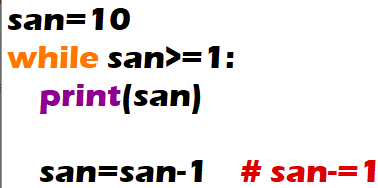 san=10
while san>=1:
    print(san)
    san=san-1    # san-=1